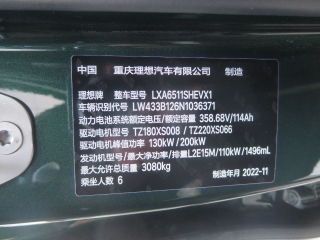 中国 重庆理想汽车有限公司 制造
理想牌 整车型号 LXA6511SHEVX1
车辆识别代号 LW433B126N1036371
动力电池系统额定电压/额定容量 358.68V/114Ah
驱动电机型号 TZ180XS008 / TZ220XS066
驱动电机峰值功率 130kW / 200kW
发动机型号/最大净功率/排量 L2E15M/110kW/1496mL
最大允许总质量 3080kg
乘坐人数 6 制造年月 2022-11